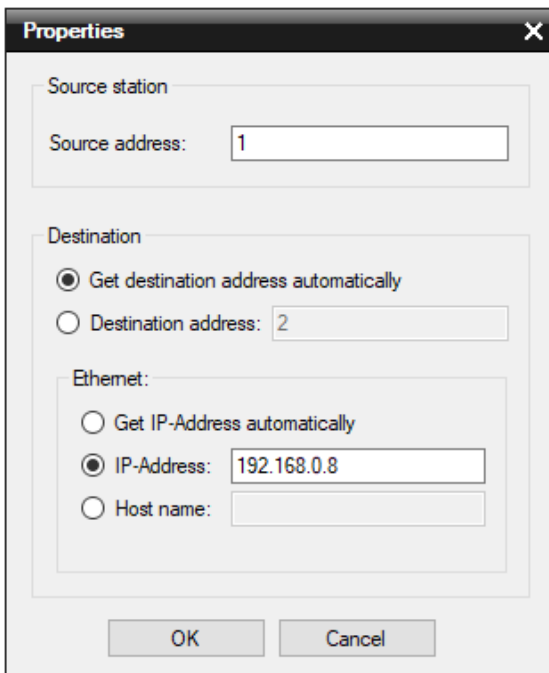 Properties
Source station
Source address: 1
Destination
Get destination address automatically
Destination address: 2
Ethernet:
Get IP-Address automatically
IP-Address: 192.168.0.8
Host name:
OK Cancel